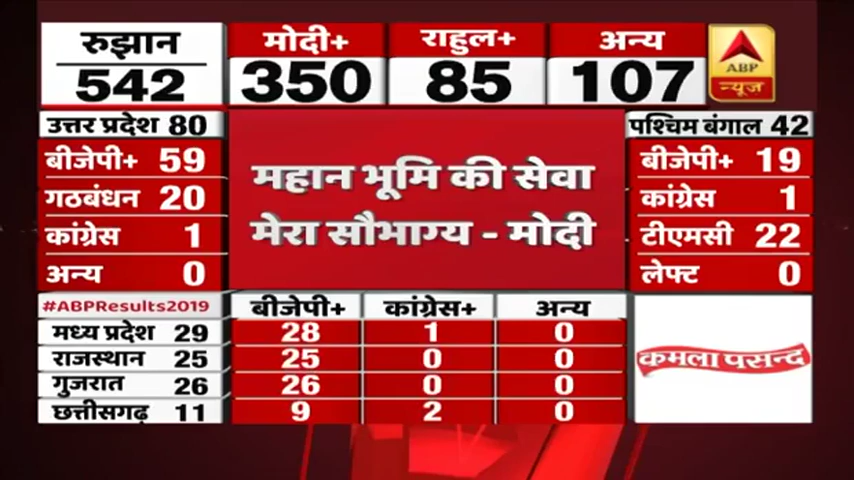 रुझान मोदी+ राहुल+ अन्य
542 350 85 107
ABP
न्यूज़
उत्तर प्रदेश 80
बीजेपी+ 59
गठबंधन 20
कांग्रेस 1
अन्य 0
महान भूमि की सेवा
मेरा सौभाग्य - मोदी
पश्चिम बंगाल 42
बीजेपी+ 19
कांग्रेस 1
टीएमसी 22
लेफ्ट 0
#ABPResults2019 बीजेपी+ कांग्रेस+ अन्य
मध्य प्रदेश 29 28 1 0
राजस्थान 25 25 0 0
गुजरात 26 26 0 0
छत्तीसगढ़ 11 9 2 0
कमला पसन्द